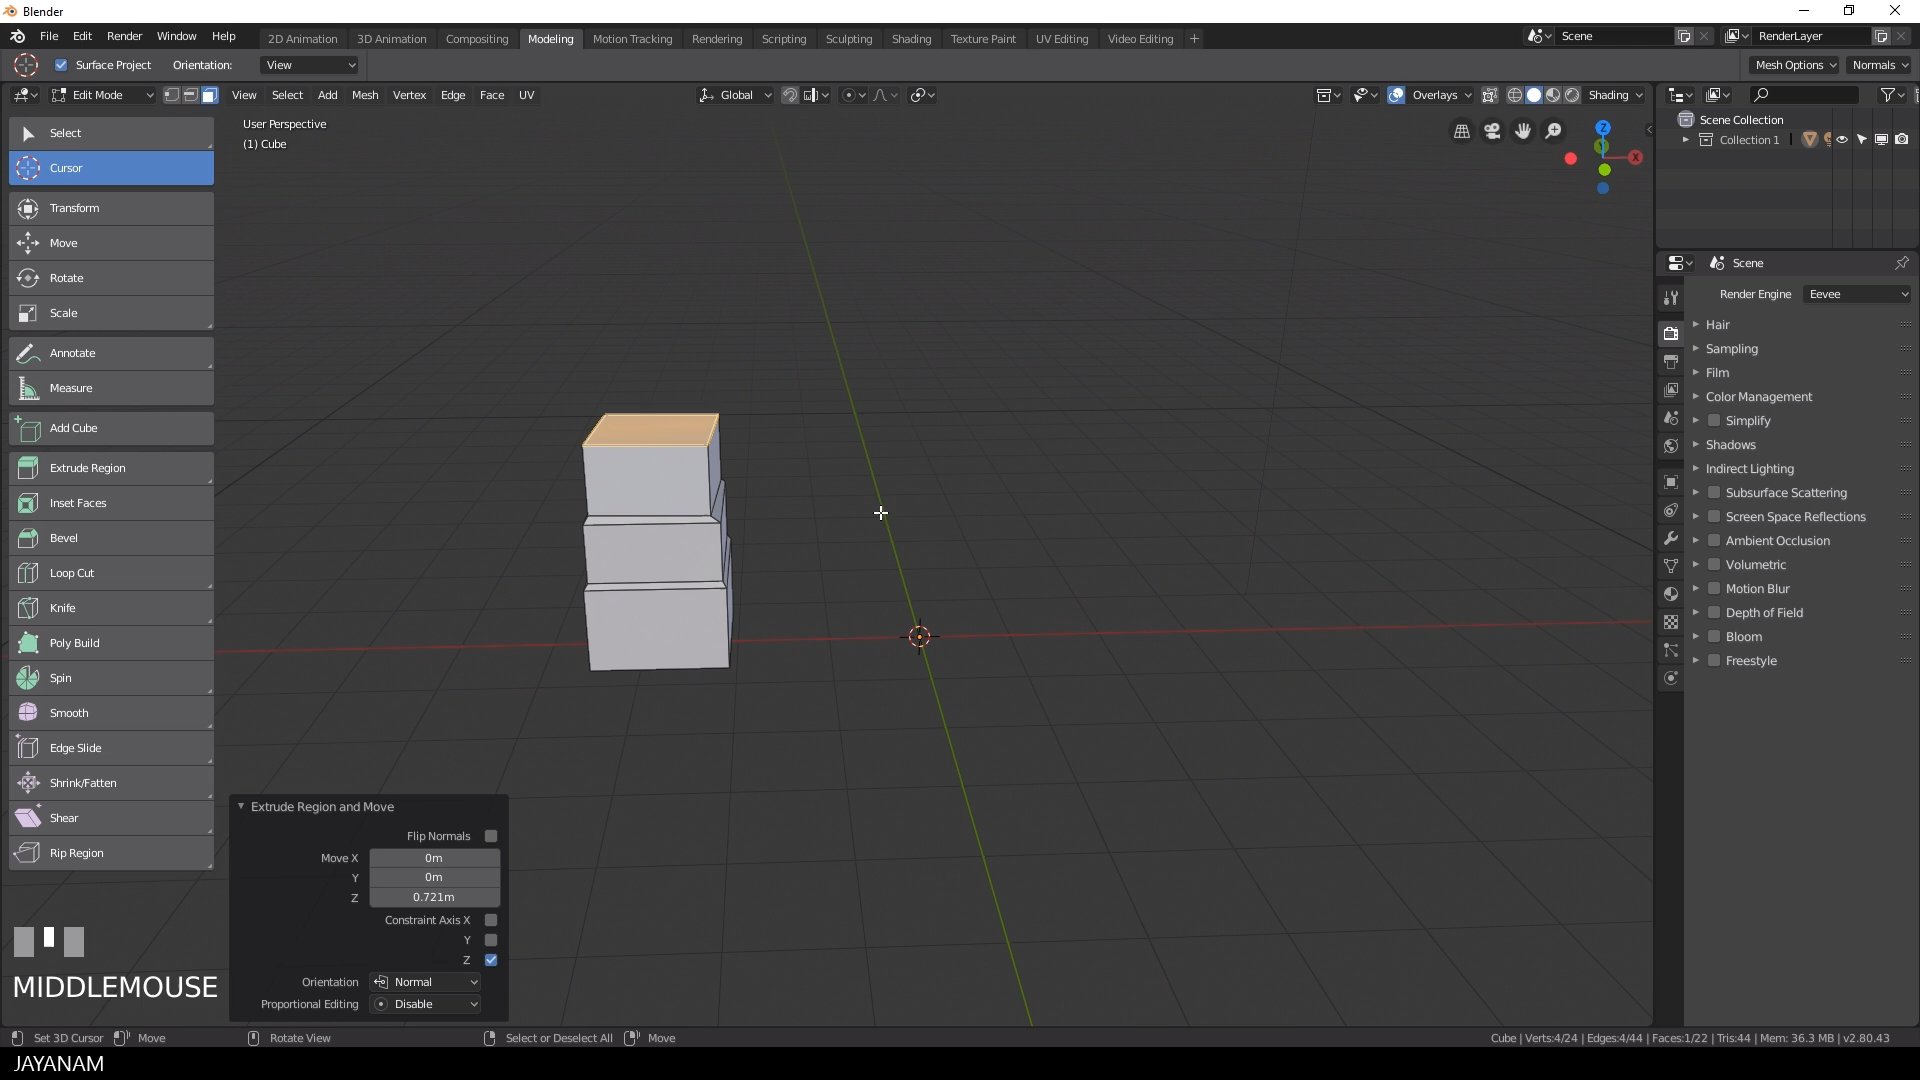 Blender
File Edit Render Window Help 2D Animation 3D Animation Compositing Modeling Motion Tracking Rendering Scripting Sculpting Shading Texture Paint UV Editing Video Editing + Scene RenderLayer
Surface Project Orientation: View Mesh Options Normals
Edit Mode View Select Add Mesh Vertex Edge Face UV Global Overlays Shading
User Perspective
(1) Cube
Select
Cursor
Transform
Move
Rotate
Scale
Annotate
Measure
Add Cube
Extrude Region
Inset Faces
Bevel
Loop Cut
Knife
Poly Build
Spin
Smooth
Edge Slide
Shrink/Fatten
Shear
Rip Region
Z
X
Scene Collection
Collection 1
Scene
Render Engine Eevee
Hair
Sampling
Film
Color Management
Simplify
Shadows
Indirect Lighting
Subsurface Scattering
Screen Space Reflections
Ambient Occlusion
Volumetric
Motion Blur
Depth of Field
Bloom
Freestyle
Extrude Region and Move
Flip Normals
Move X 0m
Y 0m
Z 0.721m
Constraint Axis X
Y
Z
Orientation Normal
Proportional Editing Disable
MIDDLEMOUSE
Set 3D Cursor Move Rotate View Select or Deselect All Move Cube | Verts:4/24 | Edges:4/44 | Faces:1/22 | Tris:44 | Mem: 36.3 MB | v2.80.43
JAYANAM